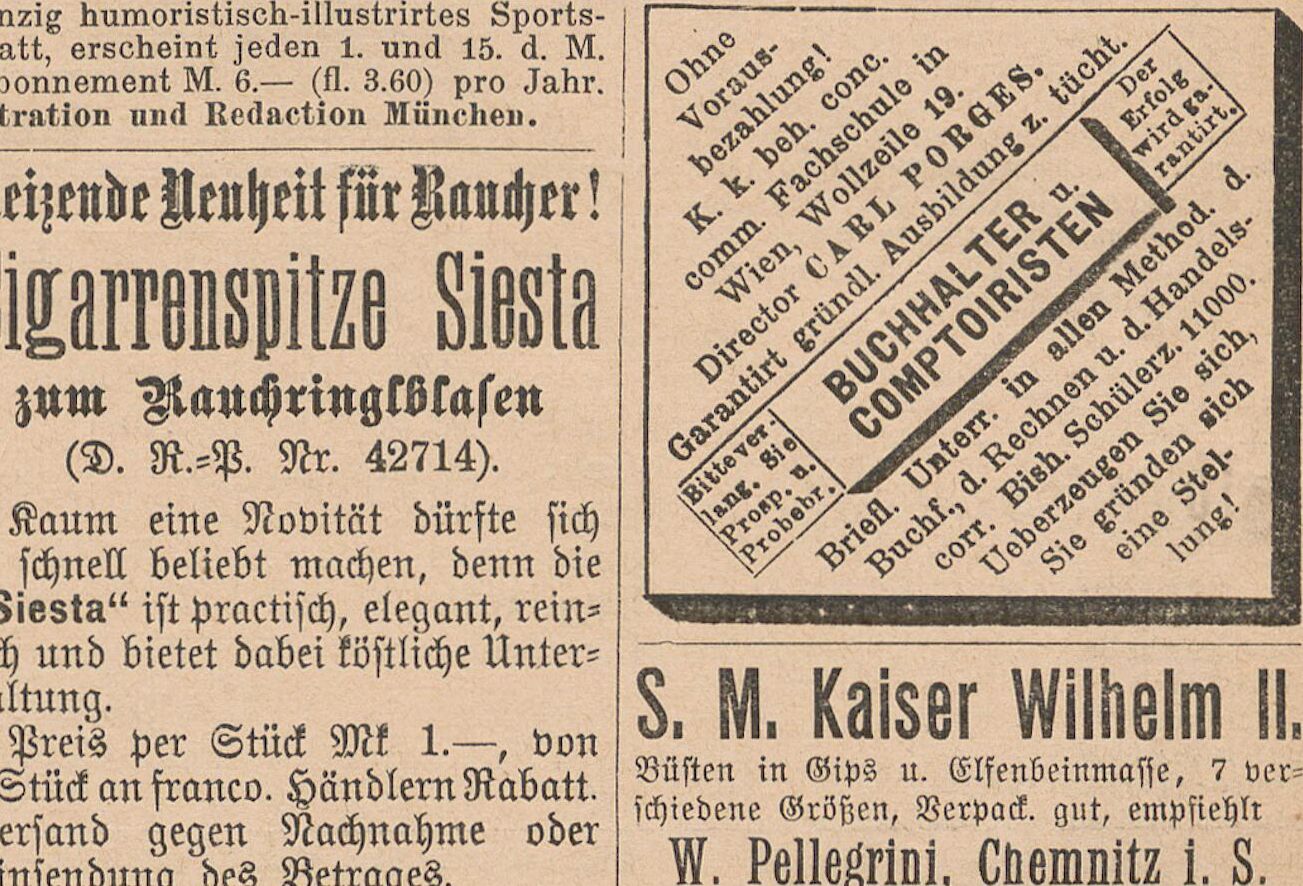 nzig humoristisch-illustrirtes Sports-
att, erscheint jeden 1. und 15. d. M.
bonnement M. 6.— (fl. 3.60) pro Jahr.
tration und Redaction München.
eizende Neuheit für Raucher!
igarrenspitze Siesta
zum Rauchringlblasen
(D. R.=P. Nr. 42714).
Kaum eine Novität dürfte sich
schnell beliebt machen, denn die
Siesta“ ist practisch, elegant, rein=
ch und bietet dabei köstliche Unter=
altung.
Preis per Stück Mk 1.—, von
Stück an franco. Händlern Rabatt.
ersand gegen Nachnahme oder
insendung des Betrages.
Ohne
Voraus-
bezahlung!
K. k. beh. conc.
comm. Fachschule in
Wien, Wollzeile 19.
Director CARL PORGES.
Garantirt gründl. Ausbildung z. tücht.
Der
Erfolg
wird ga-
rantirt.
BUCHHALTER u.
COMPTOIRISTEN
Bitte ver-
lang. Sie
Prosp. u.
Probebr.
Briefl. Unterr. in allen Method. d.
Buchf., d. Rechnen u. d. Handels-
corr. Bish. Schülerz. 11000.
Ueberzeugen Sie sich,
Sie gründen sich
eine Stel-
lung!
S. M. Kaiser Wilhelm II.
Büsten in Gips u. Elfenbeinmasse, 7 ver=
schiedene Größen, Verpack. gut, empfiehlt
W. Pellegrini, Chemnitz i. S.